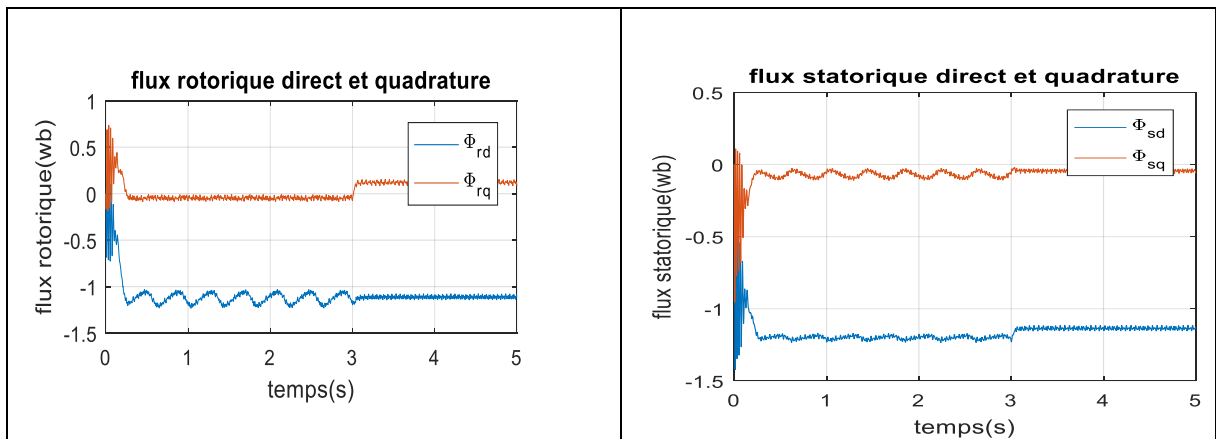 flux rotorique direct et quadrature
flux rotorique(wb)
1
0.5
0
-0.5
-1
-1.5
0
1
2
3
4
5
temps(s)
Φrd
Φrq
flux statorique direct et quadrature
flux statorique(wb)
0.5
0
-0.5
-1
-1.5
0
1
2
3
4
5
temps(s)
Φsd
Φsq